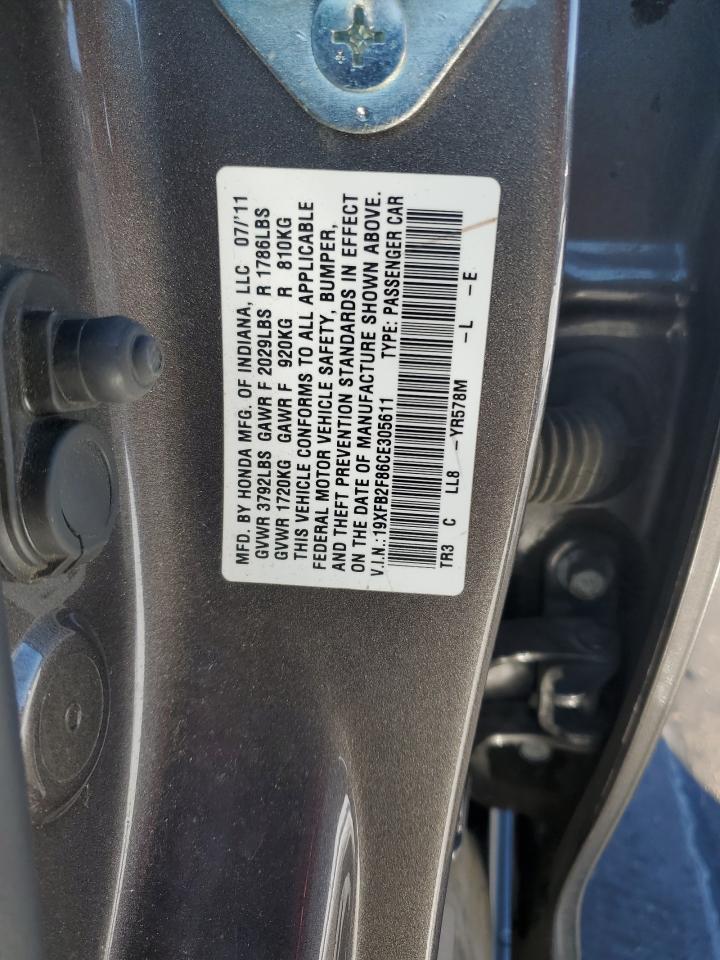 MFD. BY HONDA MFG. OF INDIANA, LLC 07/'11
GVWR 3792LBS GAWR F 2029LBS R 1786LBS
GVWR 1720KG GAWR F 920KG R 810KG
THIS VEHICLE CONFORMS TO ALL APPLICABLE
FEDERAL MOTOR VEHICLE SAFETY, BUMPER,
AND THEFT PREVENTION STANDARDS IN EFFECT
ON THE DATE OF MANUFACTURE SHOWN ABOVE.
V.I.N.:19XFB2F86CE305611 TYPE: PASSENGER CAR
TR3 C LL8 -YR578M -L -E